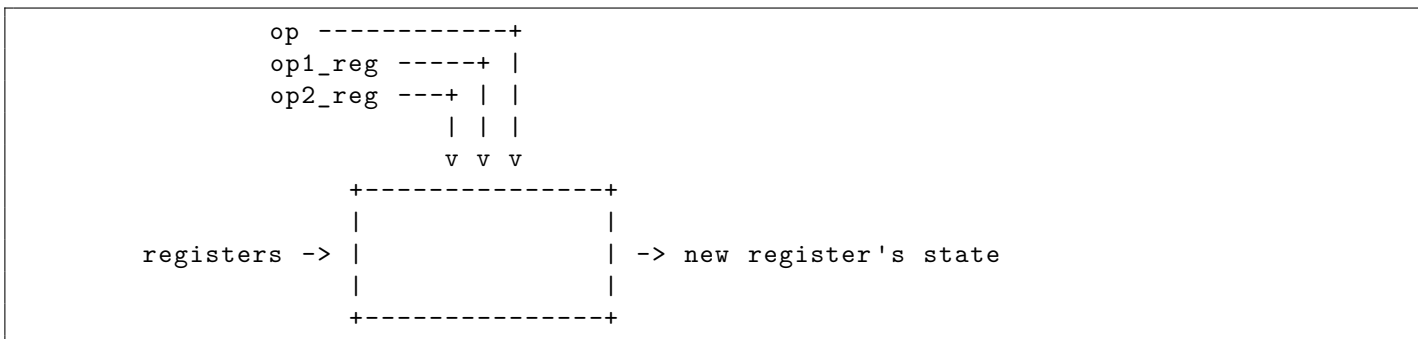 op ------------+
op1_reg -----+ |
op2_reg ---+ | |
| | |
v v v
+---------------+
| |
registers -> | | -> new register's state
| |
+---------------+